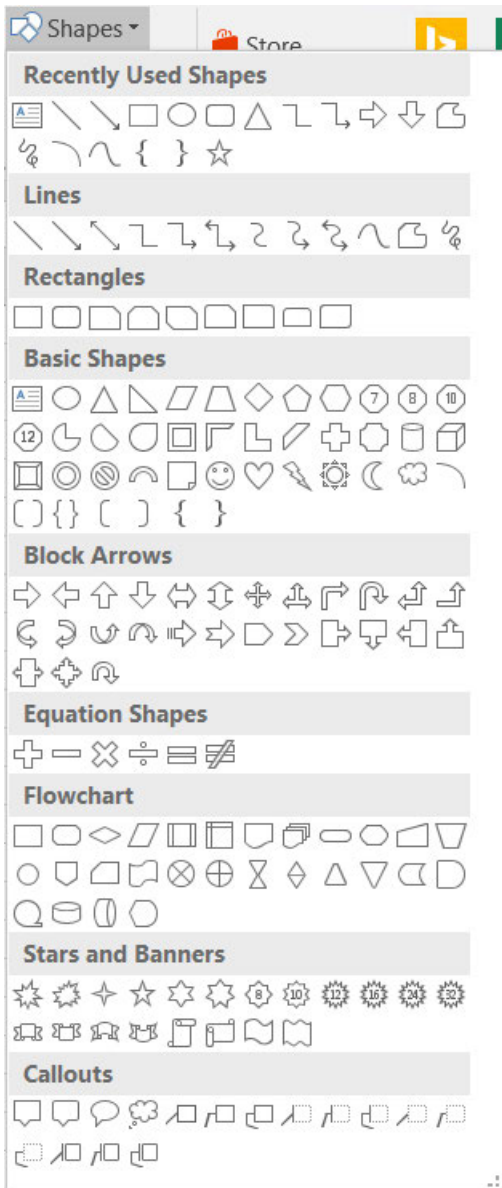 Shapes
Store
Recently Used Shapes
A
Lines
Rectangles
Basic Shapes
A 7 8 10
12
Block Arrows
Equation Shapes
Flowchart
Stars and Banners
8 10 12 16 24 32
Callouts